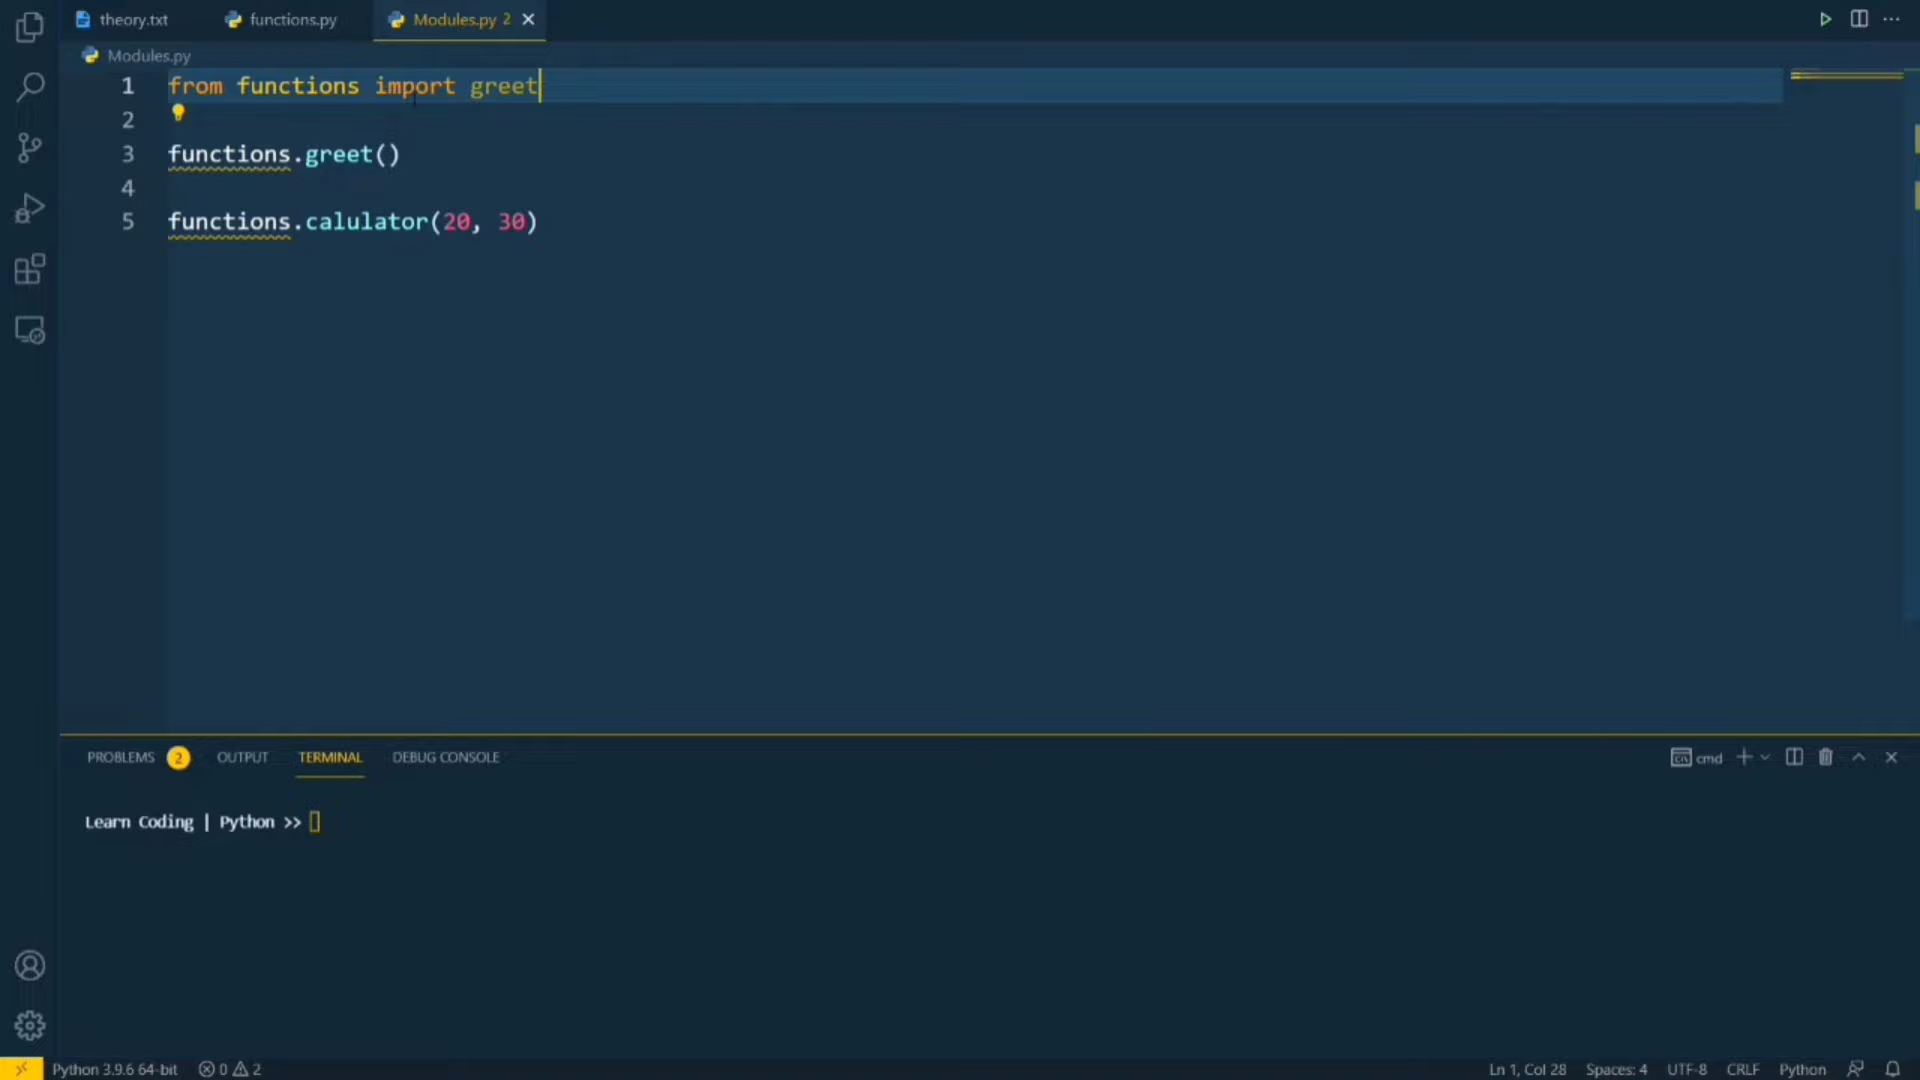 theory.txt functions.py Modules.py 2
Modules.py
1 from functions import greet
2
3 functions.greet()
4
5 functions.calulator(20, 30)
PROBLEMS 2 OUTPUT TERMINAL DEBUG CONSOLE cmd
Learn Coding | Python >>
Python 3.9.6 64-bit 0 2 Ln 1, Col 28 Spaces: 4 UTF-8 CRLF Python